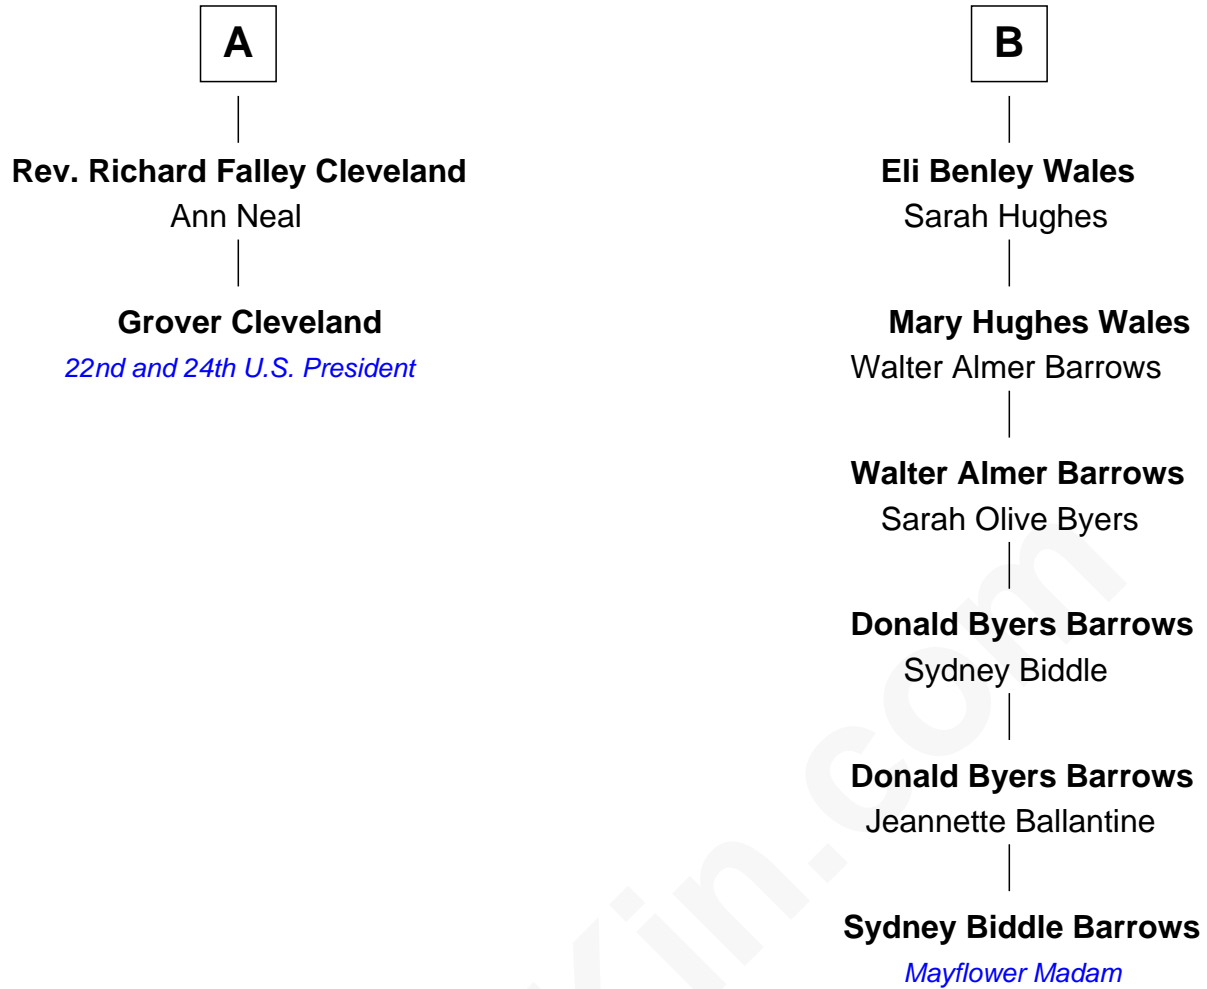 A
Rev. Richard Falley Cleveland
Ann Neal
Grover Cleveland
22nd and 24th U.S. President
B
Eli Benley Wales
Sarah Hughes
Mary Hughes Wales
Walter Almer Barrows
Walter Almer Barrows
Sarah Olive Byers
Donald Byers Barrows
Sydney Biddle
Donald Byers Barrows
Jeannette Ballantine
Sydney Biddle Barrows
Mayflower Madam
Kin.com